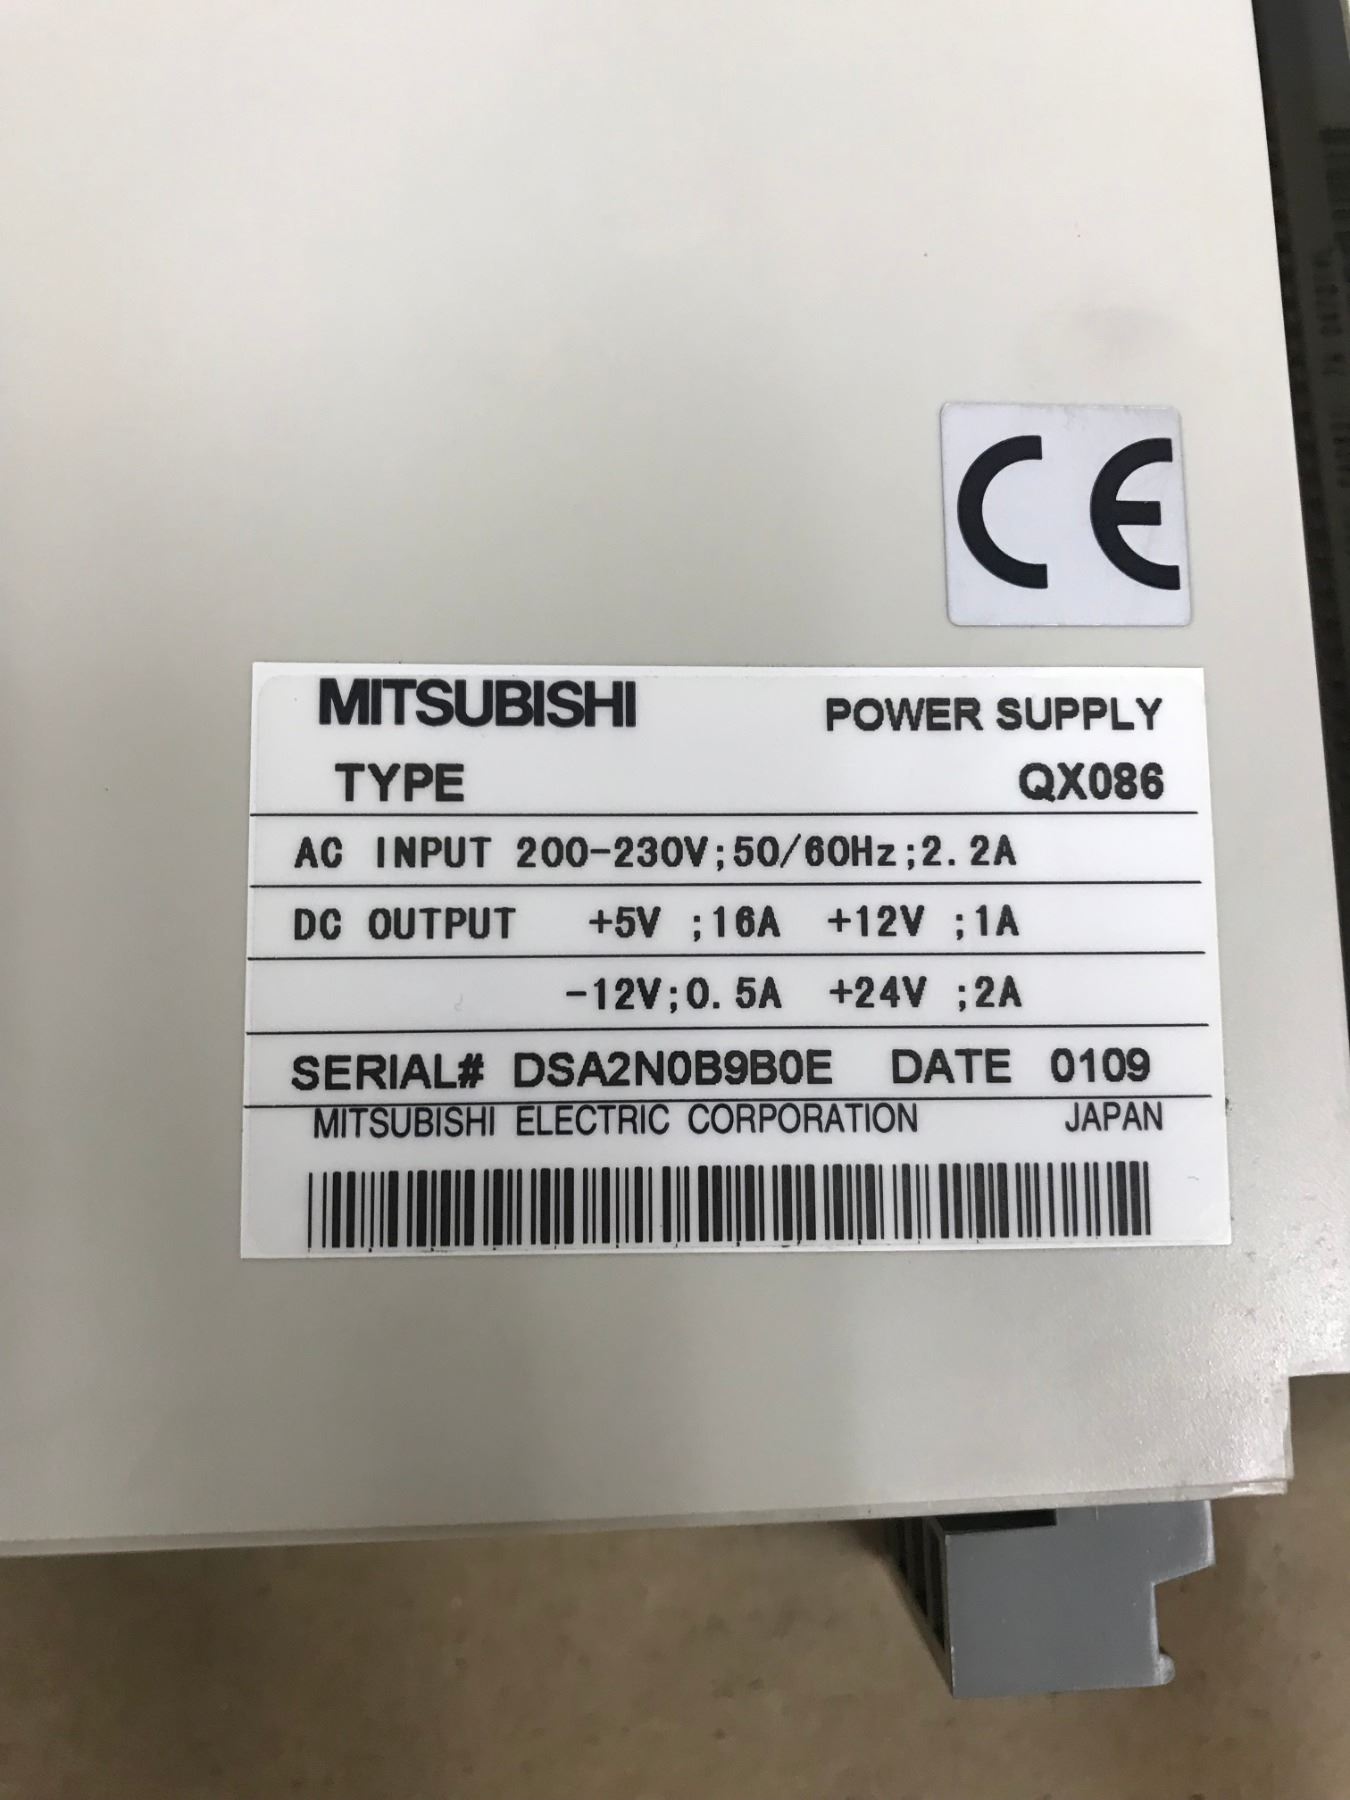 CE
MITSUBISHI POWER SUPPLY
TYPE QX086
AC INPUT 200-230V;50/60Hz;2.2A
DC OUTPUT +5V ;16A +12V ;1A
-12V;0.5A +24V ;2A
SERIAL# DSA2N0B9B0E DATE 0109
MITSUBISHI ELECTRIC CORPORATION JAPAN